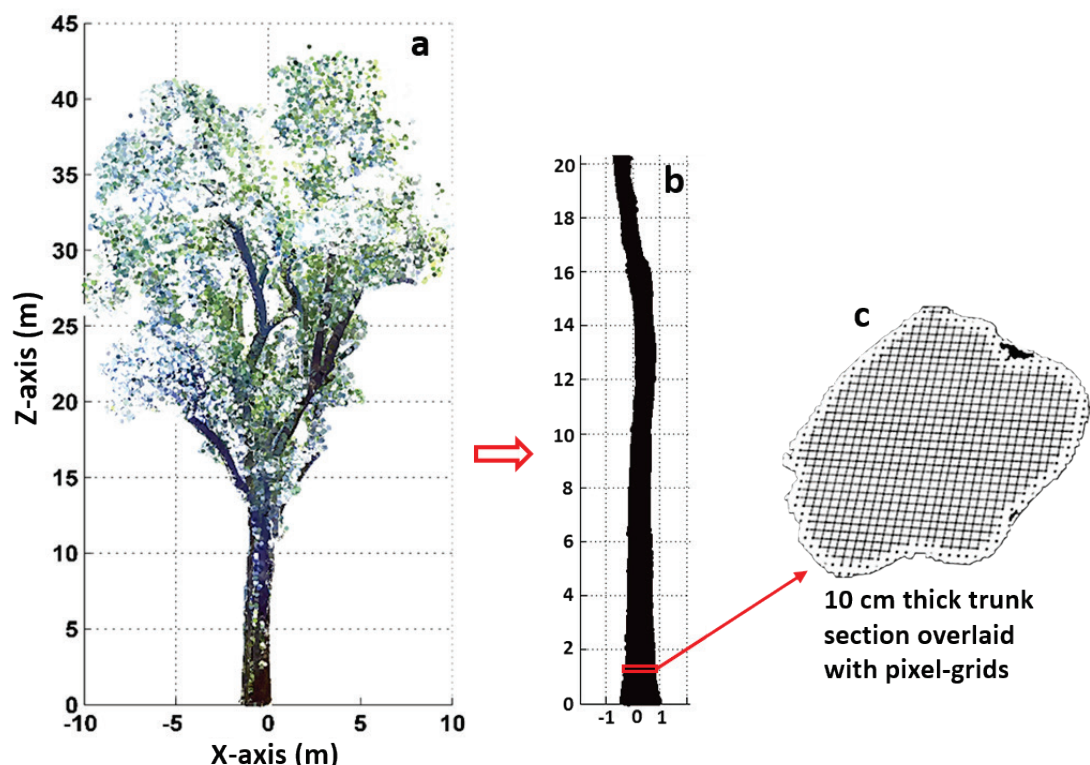 a
45
40
35
30
25
20
15
10
5
0
Z-axis (m)
-10 -5 0 5 10
X-axis (m)
b
20
18
16
14
12
10
8
6
4
2
0
-1 0 1
c
10 cm thick trunk
section overlaid
with pixel-grids